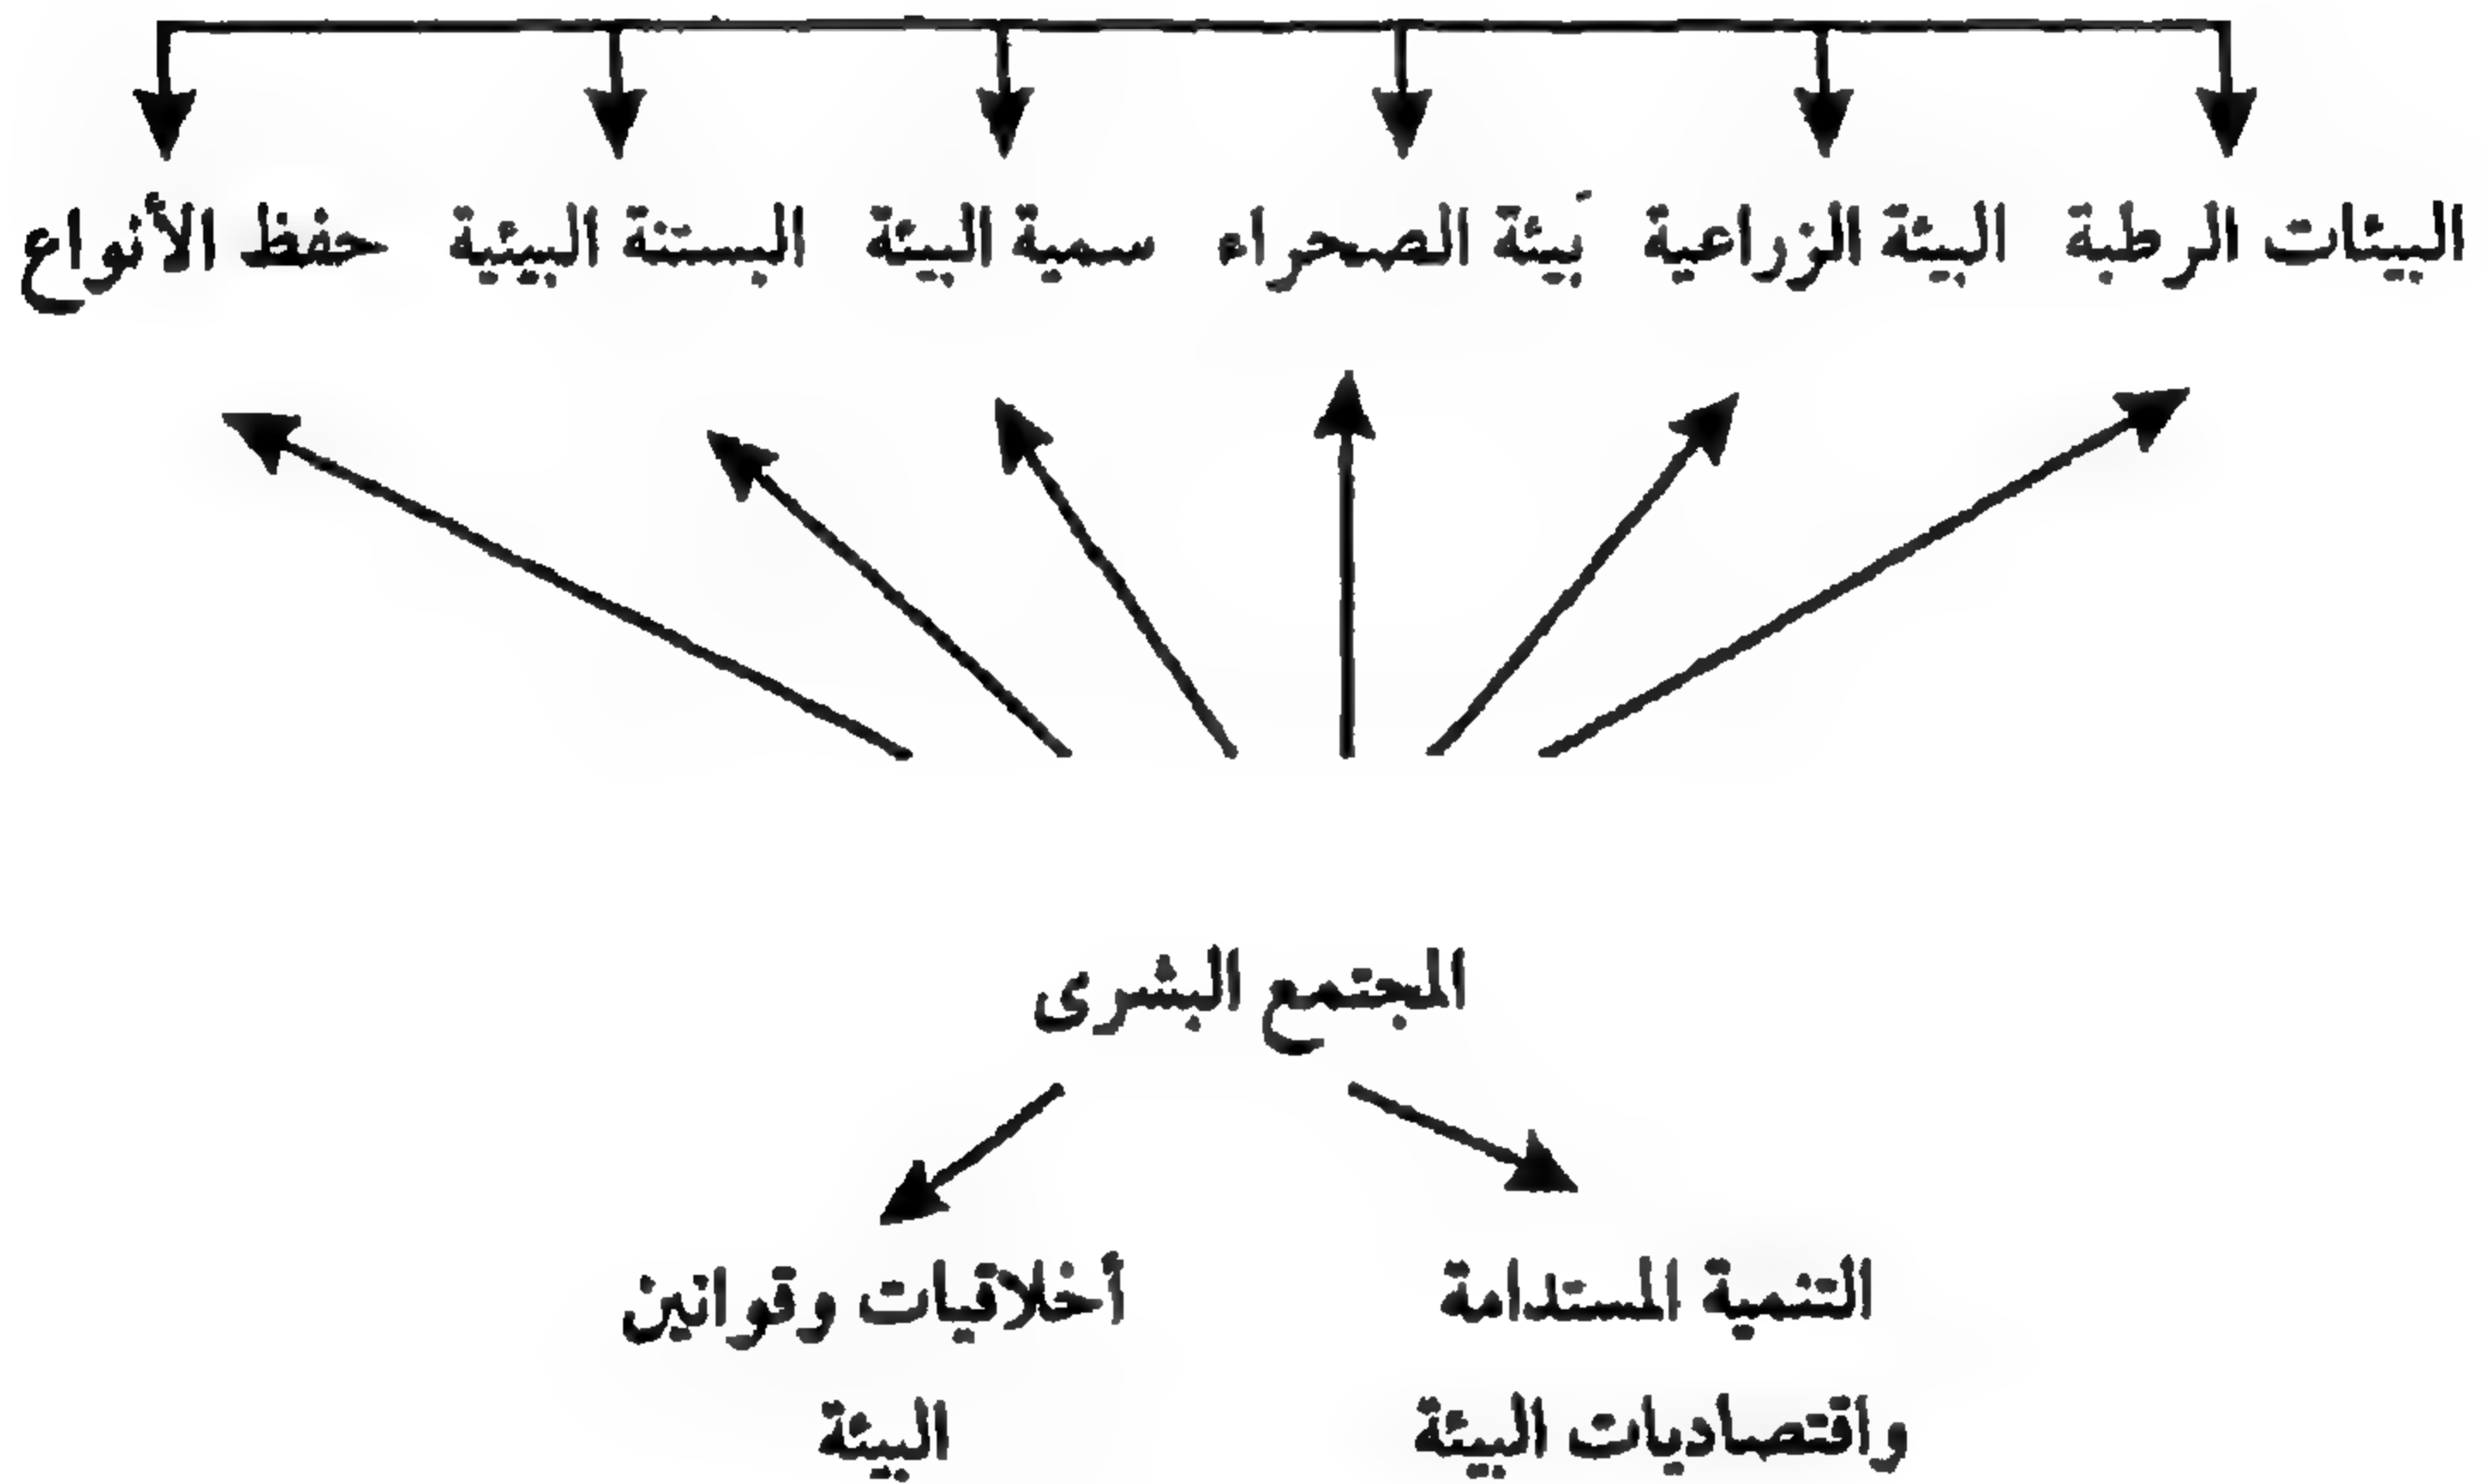 البيئات الرطبة
البيئة الزراعية
بيئة الصحراء
سمية البيئة
البستنة البيئية
حفظ الأنواع
المجتمع البشرى
التنمية المستدامة
واقتصاديات البيئة
أخلاقيات وقوانين
البيئة